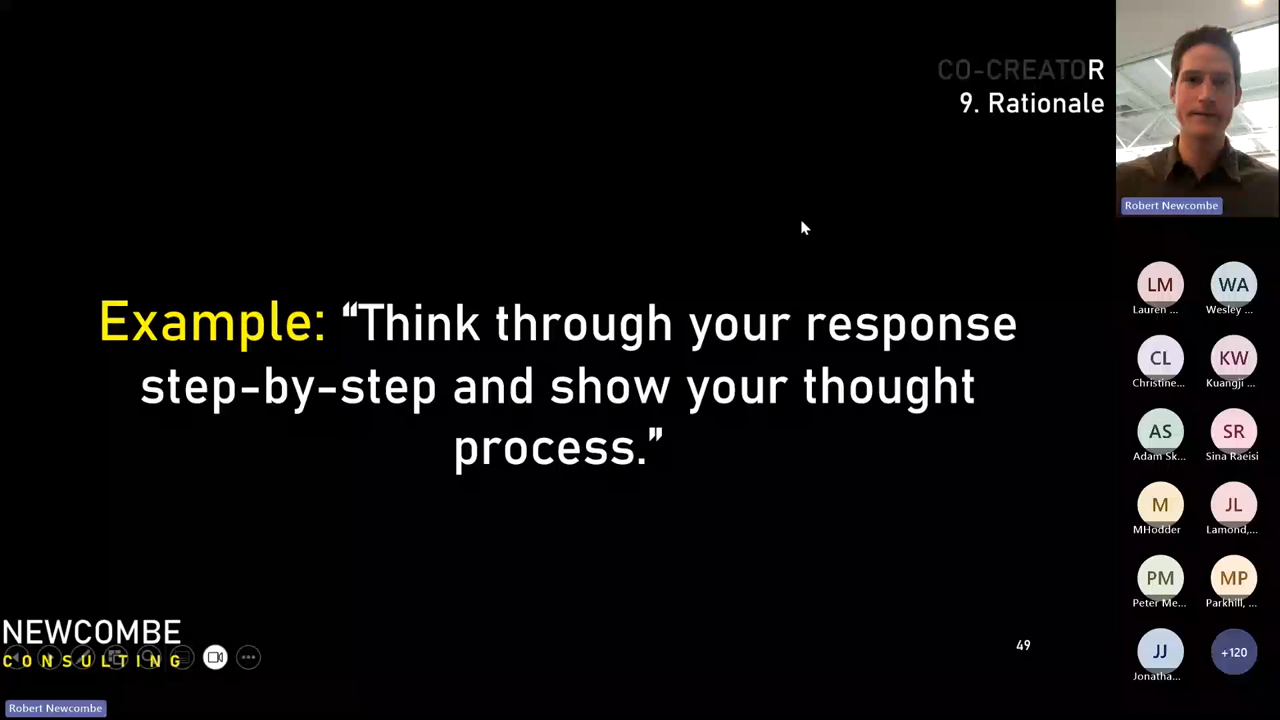 CO-CREATOR
9. Rationale
Example: “Think through your response
step-by-step and show your thought
process.”
NEWCOMBE
CONSULTING
49
Robert Newcombe
Robert Newcombe
LM
WA
Lauren ...
Wesley ...
CL
KW
Christine...
Kuangji ...
AS
SR
Adam Sk...
Sina Raeisi
M
JL
MHodder
Lamond,...
PM
MP
Peter Me...
Parkhill, ...
JJ
+120
Jonatha...